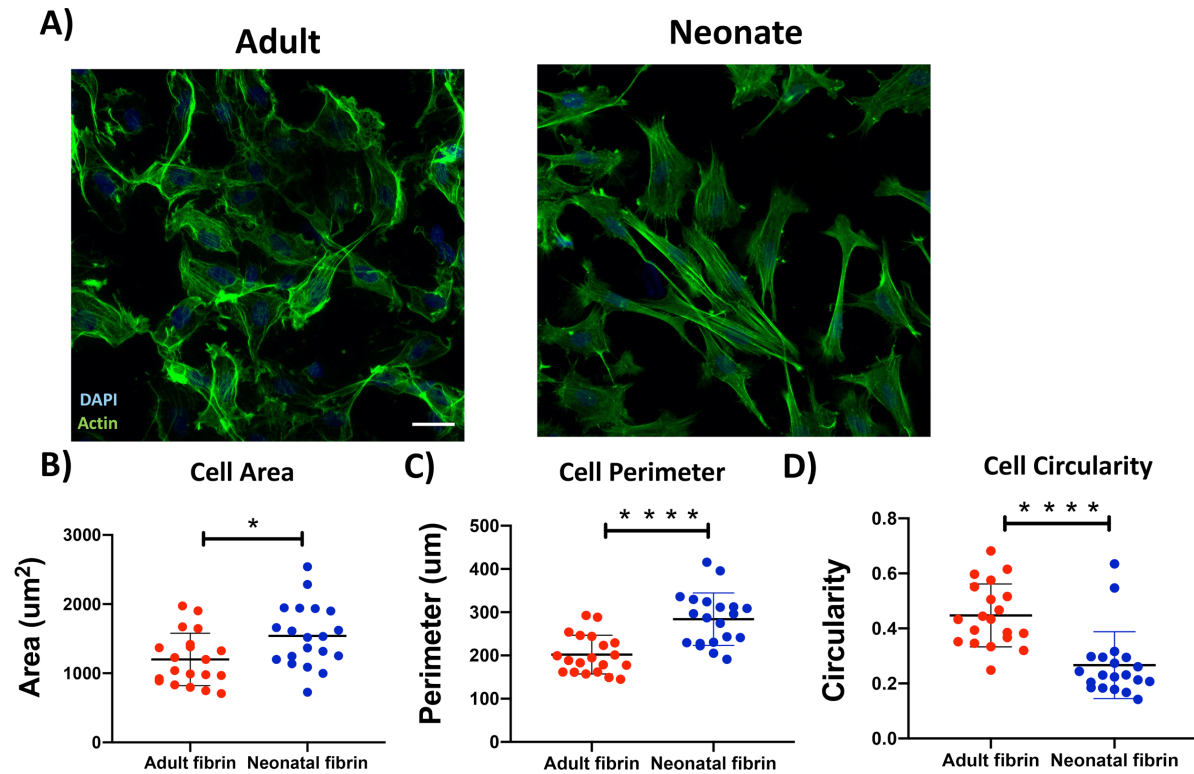 A)
Adult
Neonate
DAPI
Actin
B)
Cell Area
*
Area (um²)
3000
2000
1000
0
Adult fibrin
Neonatal fibrin
C)
Cell Perimeter
* * * *
Perimeter (um)
500
400
300
200
100
0
Adult fibrin
Neonatal fibrin
D)
Cell Circularity
* * * *
Circularity
0.8
0.6
0.4
0.2
0.0
Adult fibrin
Neonatal fibrin